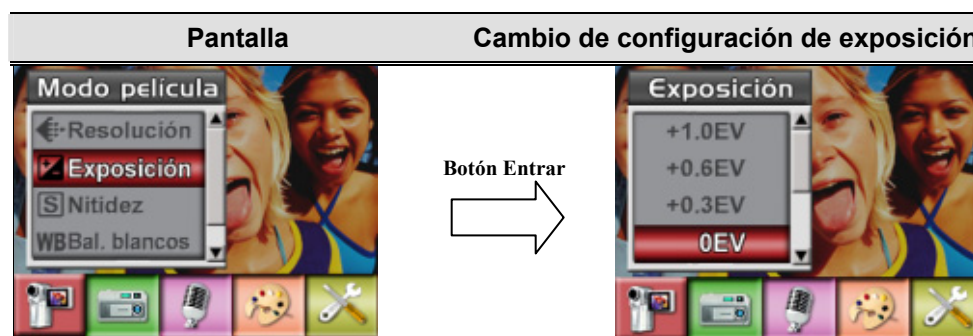 Pantalla
Cambio de configuración de exposición
Modo película
Resolución
Exposición
S Nitidez
WB Bal. blancos
Botón Entrar
Exposición
+1.0EV
+0.6EV
+0.3EV
0EV